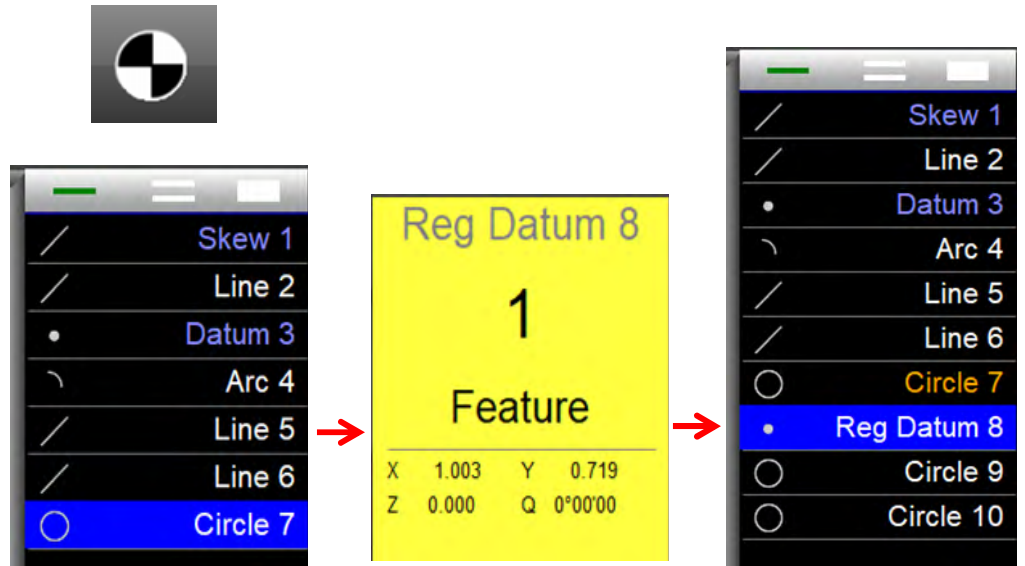 Skew 1
Line 2
Datum 3
Arc 4
Line 5
Line 6
Circle 7
Reg Datum 8
1
Feature
X 1.003 Y 0.719
Z 0.000 Q 0°00'00
Skew 1
Line 2
Datum 3
Arc 4
Line 5
Line 6
Circle 7
Reg Datum 8
Circle 9
Circle 10